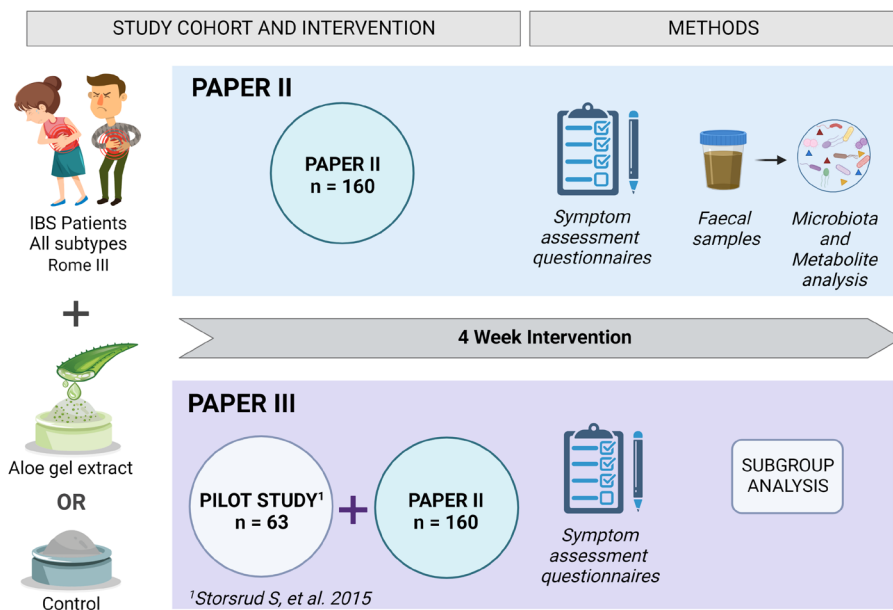 STUDY COHORT AND INTERVENTION
METHODS
IBS Patients
All subtypes
Rome III
+
Aloe gel extract
OR
Control
PAPER II
PAPER II
n = 160
Symptom
assessment
questionnaires
Faecal
samples
Microbiota
and
Metabolite
analysis
4 Week Intervention
PAPER III
PILOT STUDY¹
n = 63
+
PAPER II
n = 160
¹Storsrud S, et al. 2015
Symptom
assessment
questionnaires
SUBGROUP
ANALYSIS